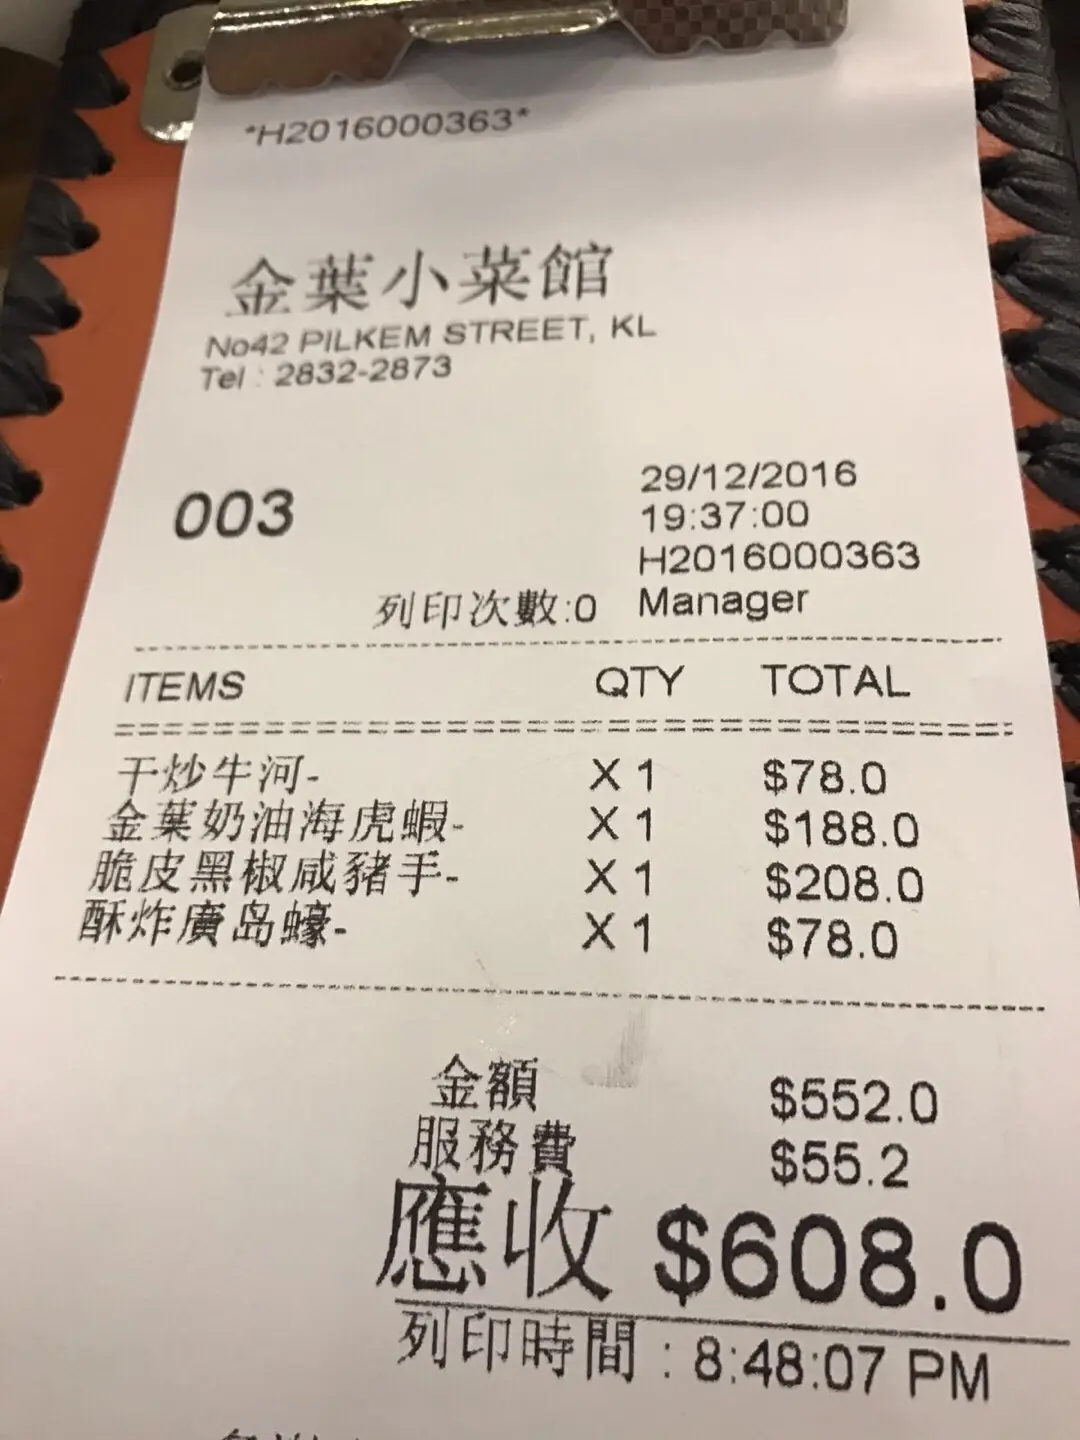 *H2016000363*
金葉小菜館
No42 PILKEM STREET, KL
Tel : 2832-2873
003
29/12/2016
19:37:00
H2016000363
列印次數:0 Manager
ITEMS QTY TOTAL
干炒牛河- X 1 $78.0
金葉奶油海虎蝦- X 1 $188.0
脆皮黑椒咸豬手- X 1 $208.0
酥炸廣岛蠔- X 1 $78.0
金額 $552.0
服務費 $55.2
應收 $608.0
列印時間 : 8:48:07 PM